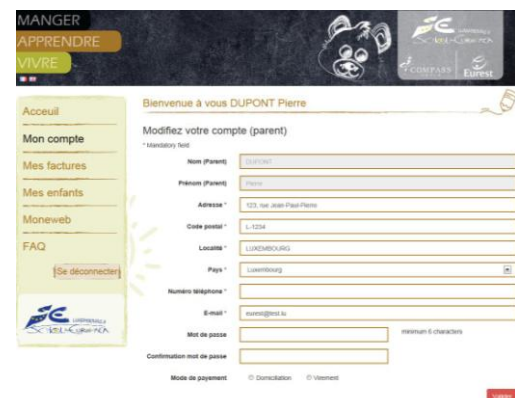 MANGER
APPRENDRE
VIVRE
COMPASS
Eurest
Acceuil
Mon compte
Mes factures
Mes enfants
Moneweb
FAQ
Se déconnecter
Bienvenue à vous DUPONT Pierre
Modifiez votre compte (parent)
* Mandatory field
Nom (Parent) DUPONT
Prénom (Parent) Pierre
Adresse * 123, rue Jean-Paul-Pierre
Code postal * L-1234
Localité * LUXEMBOURG
Pays * Luxembourg
Numéro téléphone *
E-mail * eurest@test.lu
Mot de passe minimum 6 characters
Confirmation mot de passe
Mode de payement Domiciliation Virement
Valider